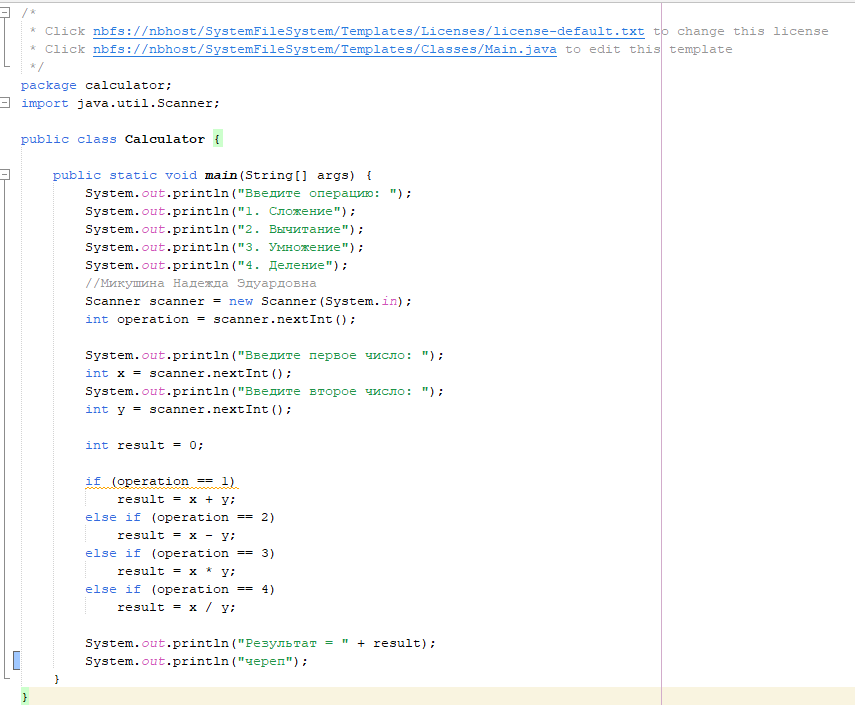 /*
 * Click nbfs://nbhost/SystemFileSystem/Templates/Licenses/license-default.txt to change this license
 * Click nbfs://nbhost/SystemFileSystem/Templates/Classes/Main.java to edit this template
 */
package calculator;
import java.util.Scanner;
public class Calculator {
    public static void main(String[] args) {
        System.out.println("Введите операцию: ");
        System.out.println("1. Сложение");
        System.out.println("2. Вычитание");
        System.out.println("3. Умножение");
        System.out.println("4. Деление");
        //Микушина Надежда Эдуардовна
        Scanner scanner = new Scanner(System.in);
        int operation = scanner.nextInt();
        System.out.println("Введите первое число: ");
        int x = scanner.nextInt();
        System.out.println("Введите второе число: ");
        int y = scanner.nextInt();
        int result = 0;
        if (operation == 1)
            result = x + y;
        else if (operation == 2)
            result = x - y;
        else if (operation == 3)
            result = x * y;
        else if (operation == 4)
            result = x / y;
        System.out.println("Результат = " + result);
        System.out.println("череп");
    }
}